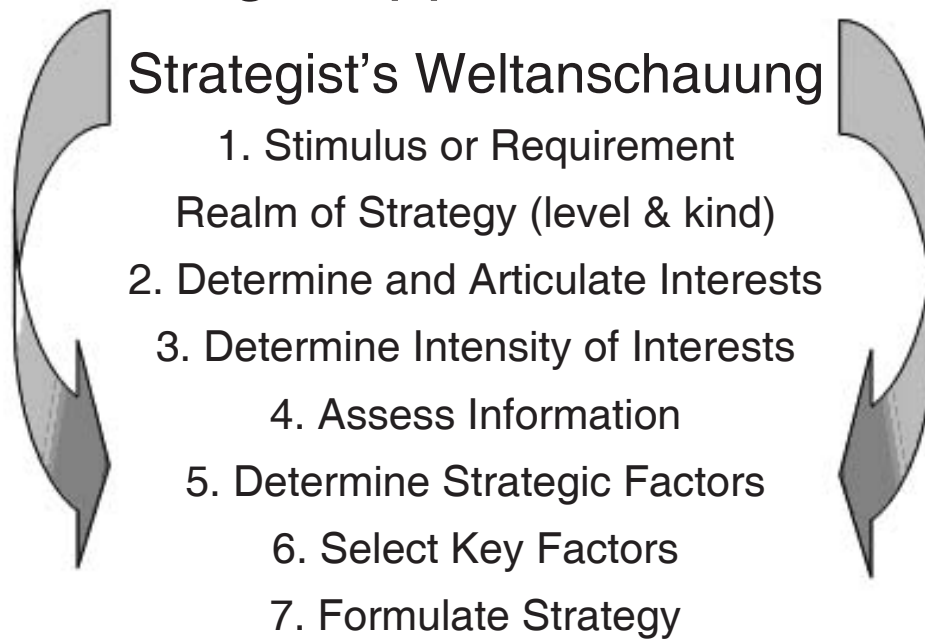 Strategist's Weltanschauung
1. Stimulus or Requirement
Realm of Strategy (level & kind)
2. Determine and Articulate Interests
3. Determine Intensity of Interests
4. Assess Information
5. Determine Strategic Factors
6. Select Key Factors
7. Formulate Strategy